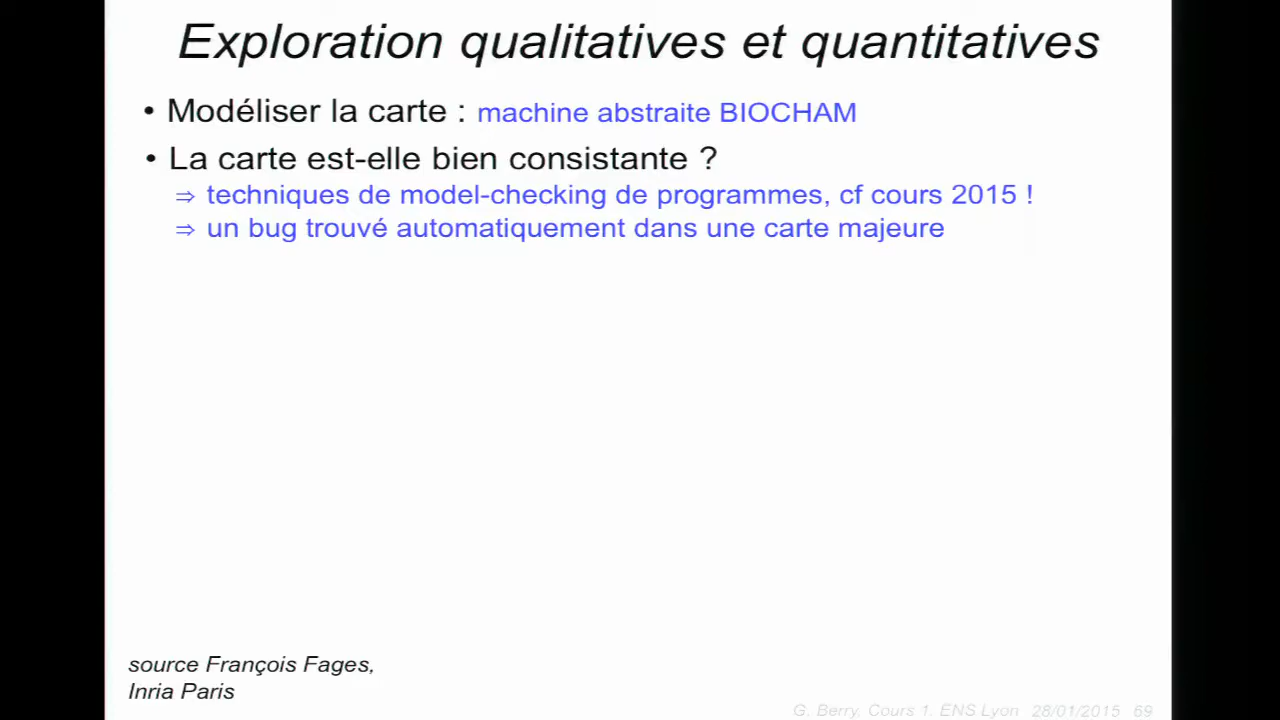 Exploration qualitatives et quantitatives
• Modéliser la carte : machine abstraite BIOCHAM
• La carte est-elle bien consistante ?
⇒ techniques de model-checking de programmes, cf cours 2015 !
⇒ un bug trouvé automatiquement dans une carte majeure
source François Fages,
Inria Paris
G. Berry, Cours 1, ENS Lyon 28/01/2015 69